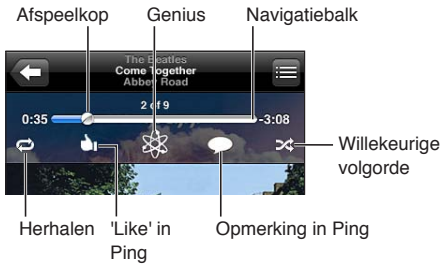 Afspeelkop Genius Navigatiebalk
The Beatles
Come Together
Abbey Road
2 of 9
0:35 -3:08
Willekeurige
volgorde
Herhalen 'Like' in Opmerking in Ping
Ping